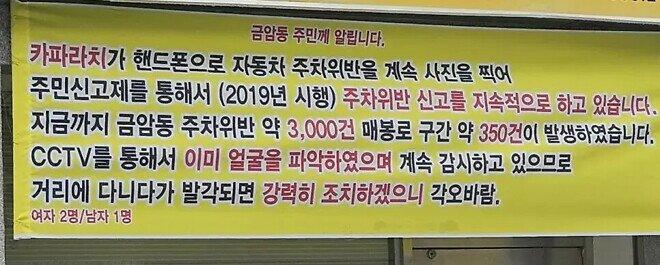 금암동 주민께 알립니다.
카파라치가 핸드폰으로 자동차 주차위반을 계속 사진을 찍어
주민신고제를 통해서 (2019년 시행) 주차위반 신고를 지속적으로 하고 있습니다.
지금까지 금암동 주차위반 약 3,000건 매봉로 구간 약 350건이 발생하였습니다.
CCTV를 통해서 이미 얼굴을 파악하였으며 계속 감시하고 있으므로
거리에 다니다가 발각되면 강력히 조치하겠으니 각오바람.
여자 2명/남자 1명